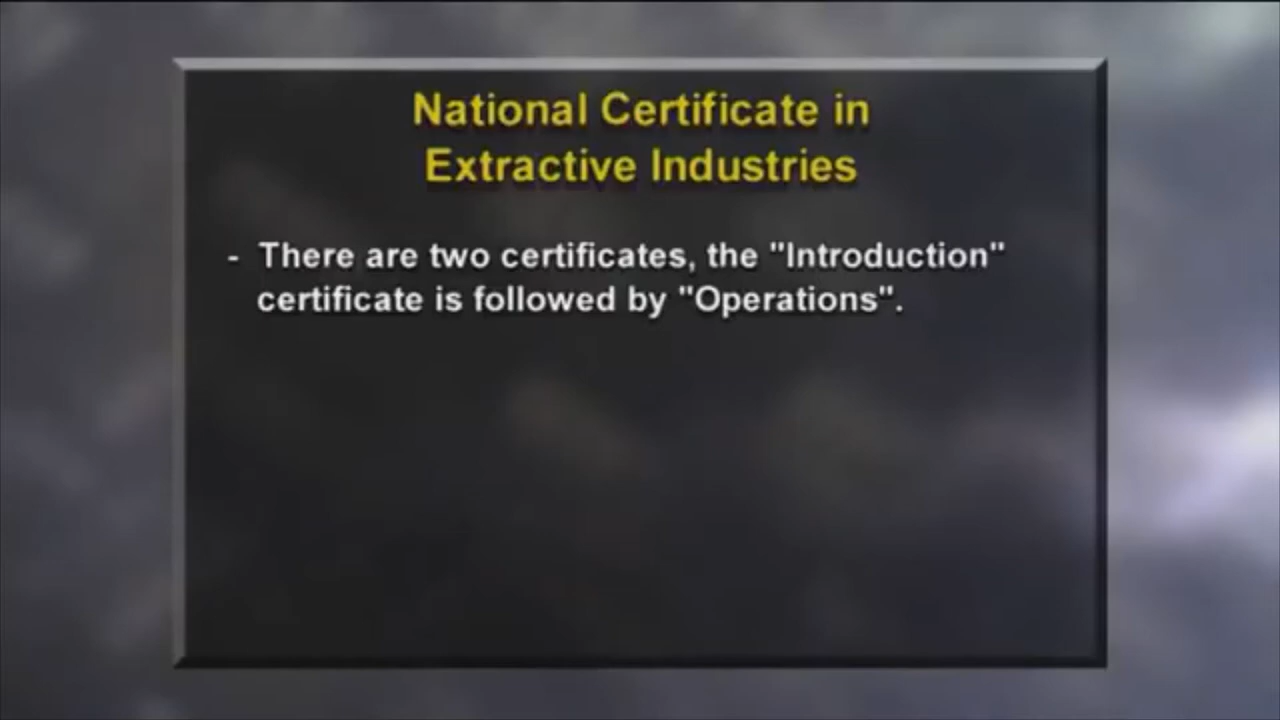 National Certificate in
Extractive Industries
- There are two certificates, the "Introduction"
certificate is followed by "Operations".